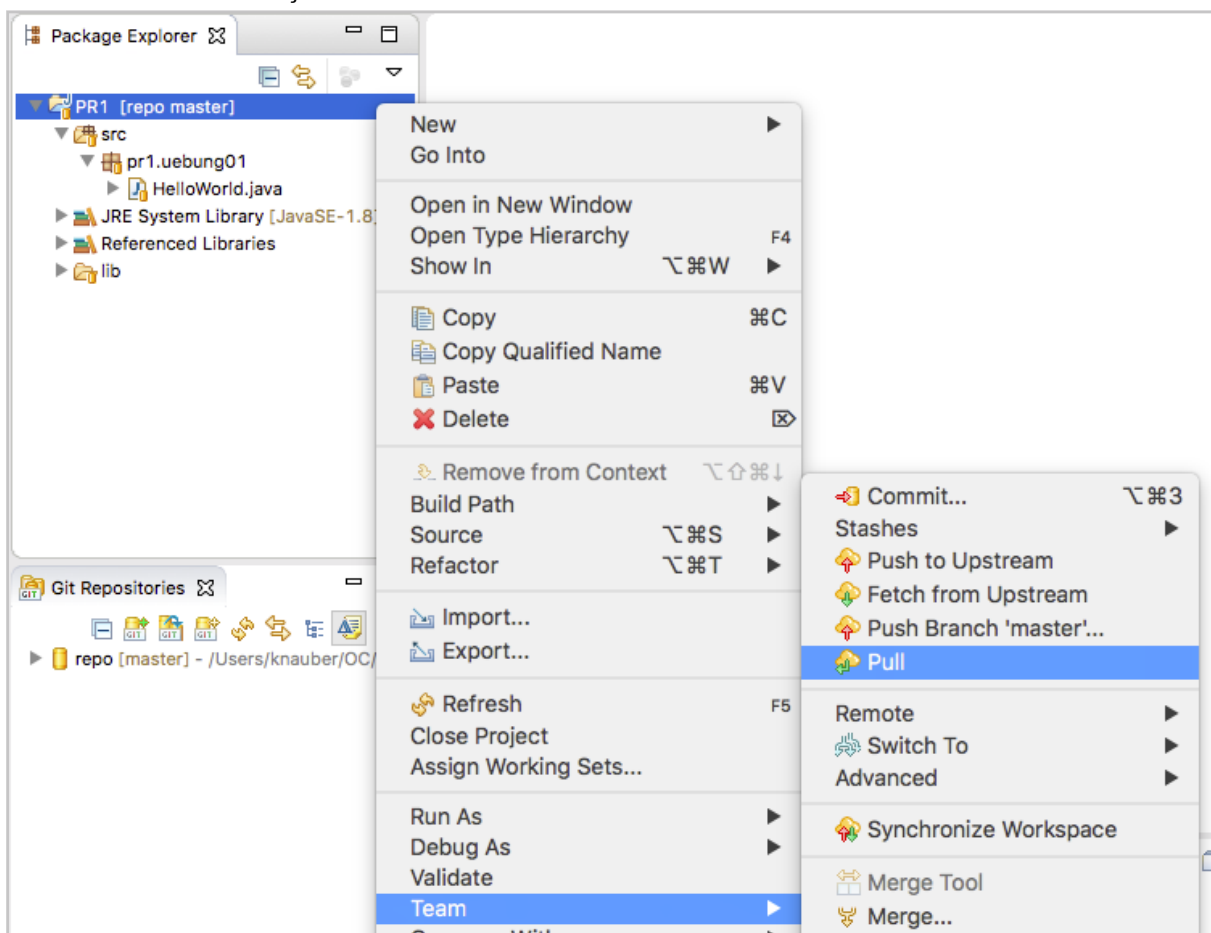 Package Explorer
PR1 [repo master]
src
pr1.uebung01
HelloWorld.java
JRE System Library [JavaSE-1.8]
Referenced Libraries
lib
Git Repositories
GIT
repo [master] - /Users/knauber/OC/
New
Go Into
Open in New Window
Open Type Hierarchy F4
Show In ⌥⌘W
Copy ⌘C
Copy Qualified Name
Paste ⌘V
Delete ⌦
Remove from Context ⌥⇧⌘↓
Build Path
Source ⌥⌘S
Refactor ⌥⌘T
Import...
Export...
Refresh F5
Close Project
Assign Working Sets...
Run As
Debug As
Validate
Team
Commit... ⌥⌘3
Stashes
Push to Upstream
Fetch from Upstream
Push Branch 'master'...
Pull
Remote
Switch To
Advanced
Synchronize Workspace
Merge Tool
Merge...